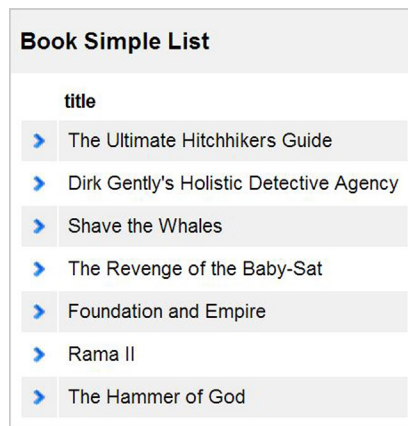 Book Simple List
title
The Ultimate Hitchhikers Guide
Dirk Gently's Holistic Detective Agency
Shave the Whales
The Revenge of the Baby-Sat
Foundation and Empire
Rama II
The Hammer of God